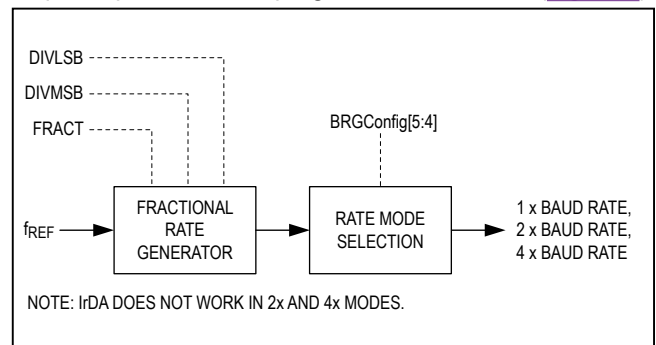 DIVLSB
DIVMSB
FRACT
BRGConfig[5:4]
fREF
FRACTIONAL
RATE
GENERATOR
RATE MODE
SELECTION
1 x BAUD RATE,
2 x BAUD RATE,
4 x BAUD RATE
NOTE: IrDA DOES NOT WORK IN 2x AND 4x MODES.